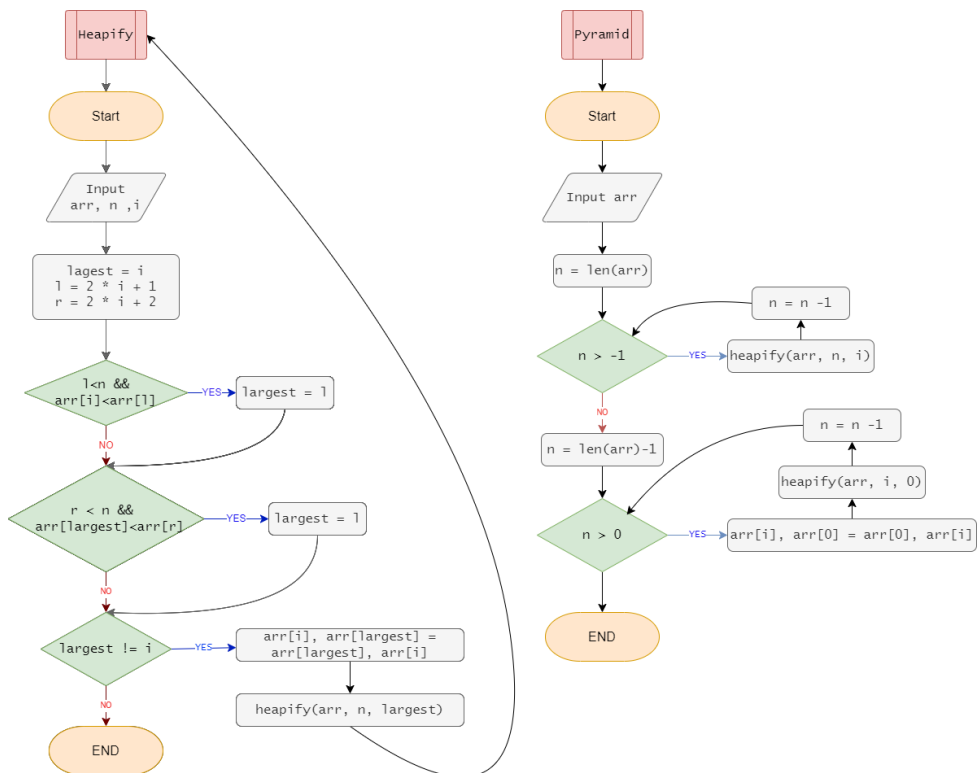 Heapify
Start
Input
arr, n ,i
lagest = i
l = 2 * i + 1
r = 2 * i + 2
l<n &&
arr[i]<arr[l]
YES
largest = l
NO
r < n &&
arr[largest]<arr[r]
YES
largest = l
NO
largest != i
YES
arr[i], arr[largest] =
arr[largest], arr[i]
heapify(arr, n, largest)
NO
END
Pyramid
Start
Input arr
n = len(arr)
n > -1
YES
heapify(arr, n, i)
n = n -1
NO
n = len(arr)-1
n > 0
YES
arr[i], arr[0] = arr[0], arr[i]
heapify(arr, i, 0)
n = n -1
END